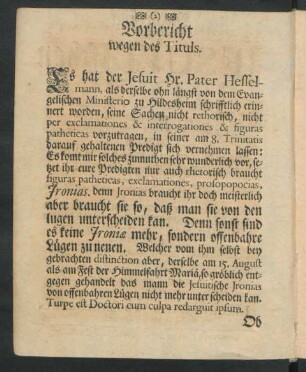 (2)
Vorbericht
wegen des Tituls.
Es hat der Jesuit Hr. Pater Hessel-
mann, als derselbe ohn längst von dem Evan-
gelischen Ministerio zu Hildesheim schrifftlich erin-
nert worden, seine Sachen nicht rethorisch, nicht
per exclamationes & interrogationes & figuras
patheticas vorzutragen, in seiner am 8. Trinitatis
darauf gehaltenen Predigt sich vernehmen lassen:
Es komt mir solches zumuthen sehr wunderlich vor, se-
tzet ihr eure Predigten nur auch rhetorisch braucht
figuras patheticas, exclamationes, prosopopocias,
Ironias, denn Ironias braucht ihr doch meisterlich
aber braucht sie so, daß man sie von den
lugen unterscheiden kan. Denn sonst sind
es keine Ironiæ mehr, sondern offenbahre
Lügen zu nenen. Welcher vom ihm selbst bey
gebrachten distinction aber, derselbe am 15. August
als am Fest der Himmelfahrt Mariä, so gröblich ent-
gegen gehandelt das mann die Jesuitische Ironias
von offenbahren Lügen nicht mehr unterscheiden kan.
Turpe est Doctori cum culpa redarguit ipsum.
Ob